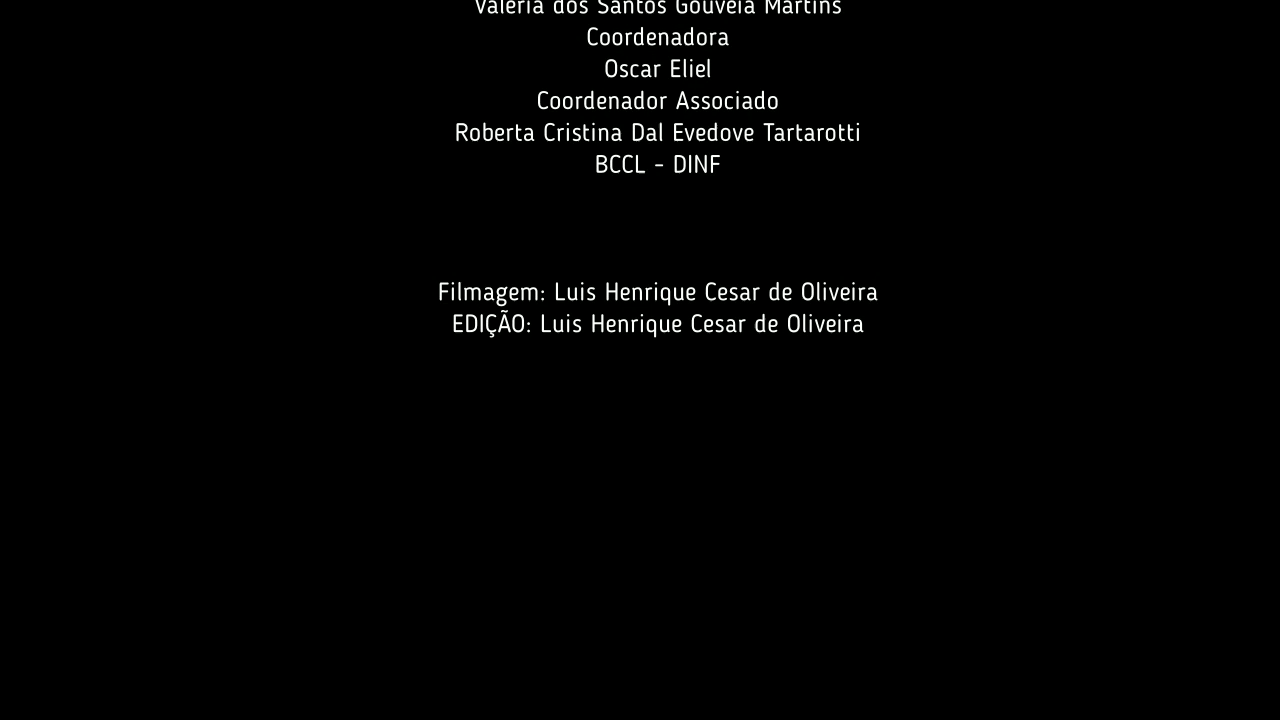 Valéria dos Santos Gouveia Martins
Coordenadora
Oscar Eliel
Coordenador Associado
Roberta Cristina Dal Evedove Tartarotti
BCCL - DINF
Filmagem: Luis Henrique Cesar de Oliveira
EDIÇÃO: Luis Henrique Cesar de Oliveira